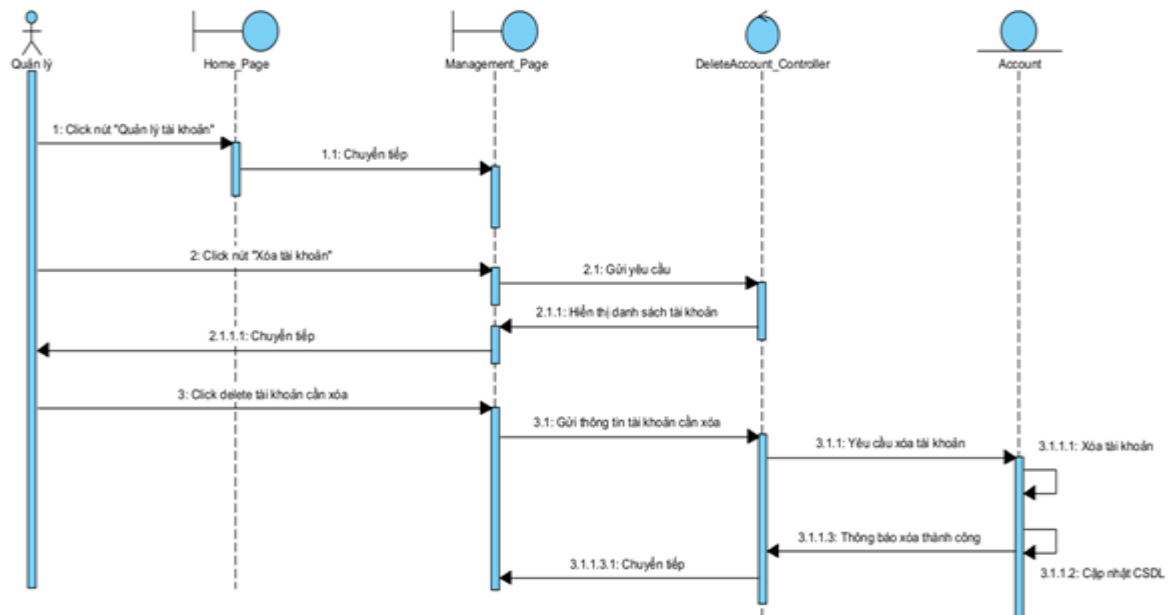 Quản lý
Home_Page
Management_Page
DeleteAccount_Controller
Account
1: Click nút "Quản lý tài khoản"
1.1: Chuyển tiếp
2: Click nút "Xóa tài khoản"
2.1: Gửi yêu cầu
2.1.1: Hiển thị danh sách tài khoản
2.1.1.1: Chuyển tiếp
3: Click delete tài khoản cần xóa
3.1: Gửi thông tin tài khoản cần xóa
3.1.1: Yêu cầu xóa tài khoản
3.1.1.1: Xóa tài khoản
3.1.1.3: Thông báo xóa thành công
3.1.1.3.1: Chuyển tiếp
3.1.1.2: Cập nhật CSDL